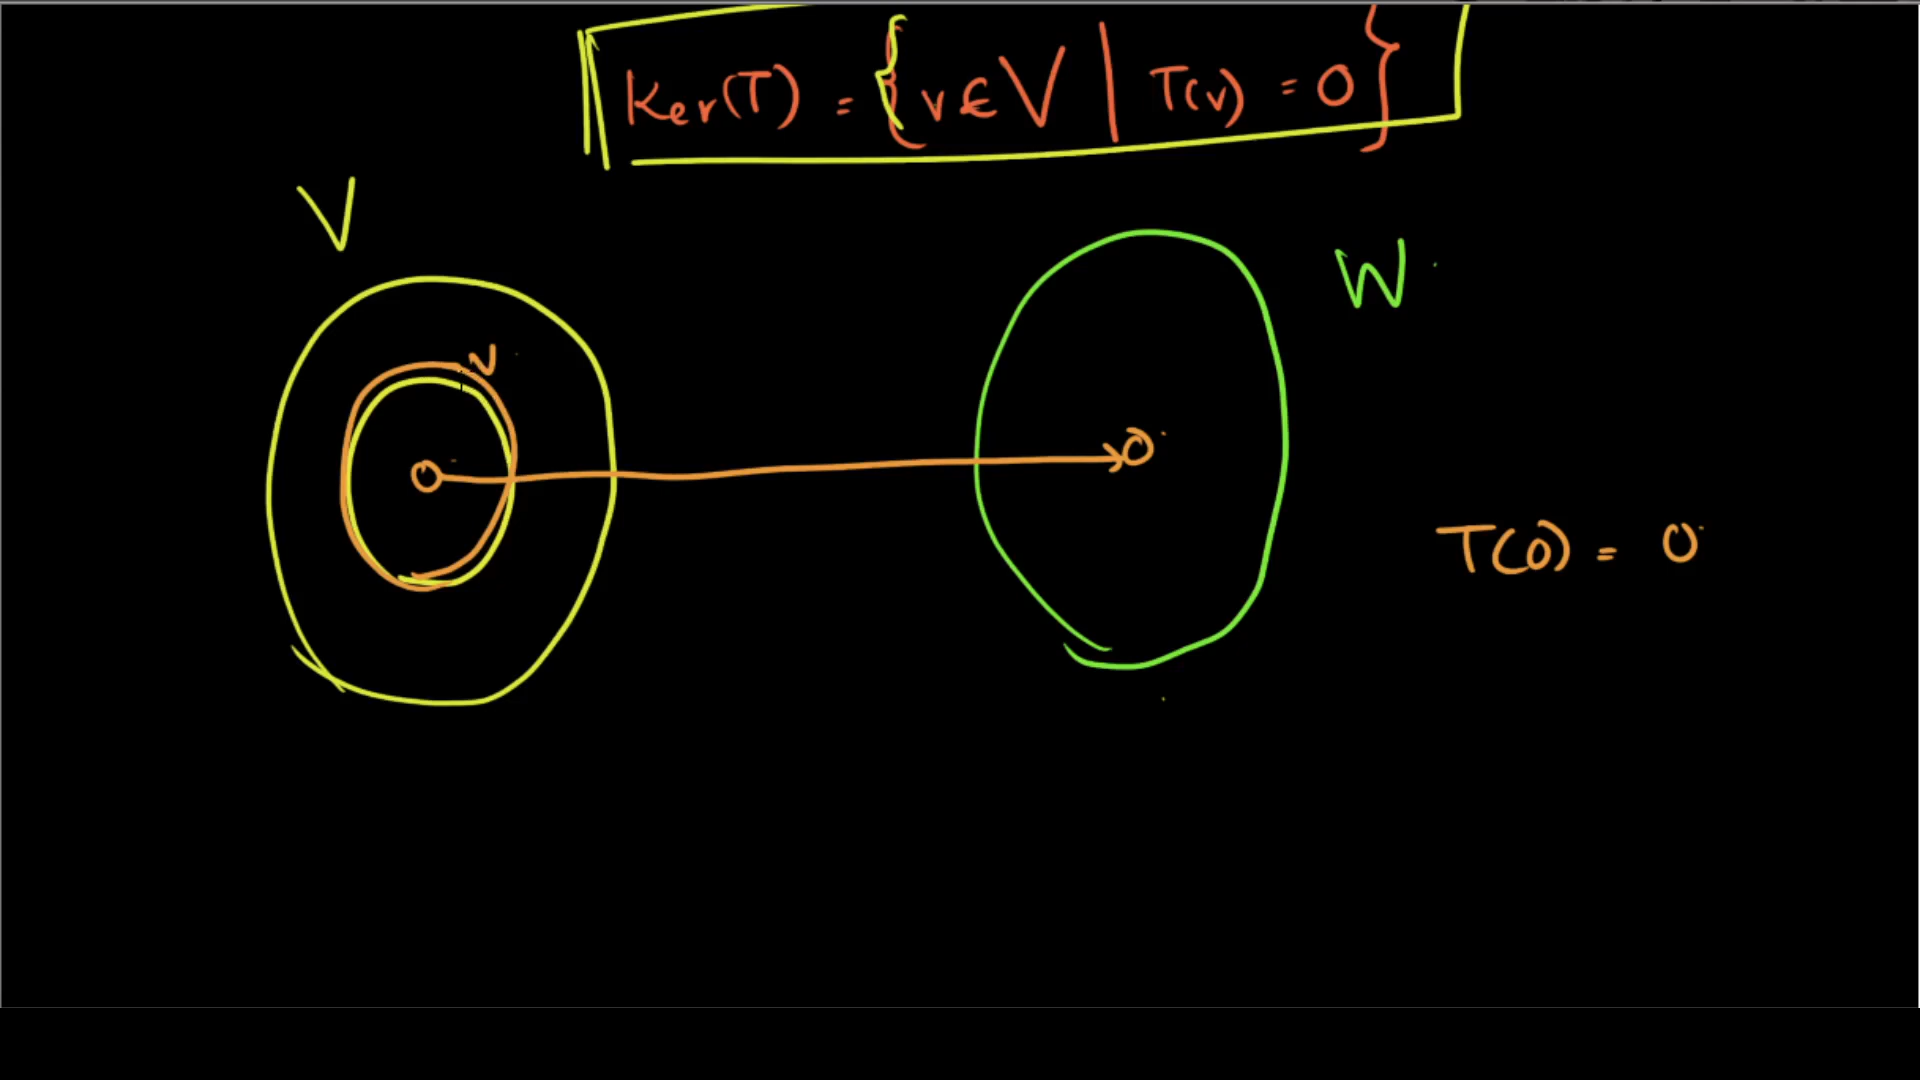 Ker(T) = {v ∈ V | T(v) = 0}
V
W
v
0
0
T(0) = 0